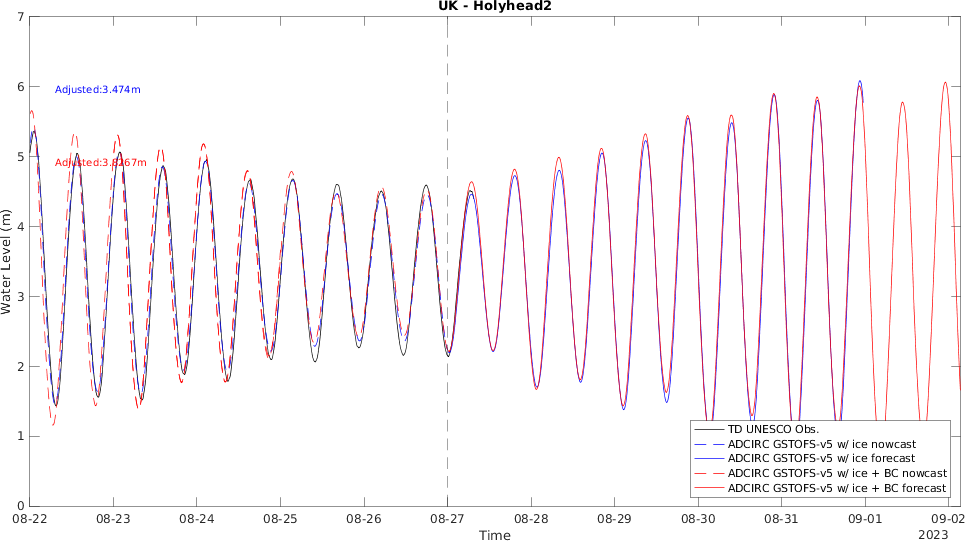 UK - Holyhead2
7
6
5
4
3
2
1
0
Water Level (m)
Adjusted:3.474m
Adjusted:3.8267m
TD UNESCO Obs.
ADCIRC GSTOFS-v5 w/ ice nowcast
ADCIRC GSTOFS-v5 w/ ice forecast
ADCIRC GSTOFS-v5 w/ ice + BC nowcast
ADCIRC GSTOFS-v5 w/ ice + BC forecast
08-22 08-23 08-24 08-25 08-26 08-27 08-28 08-29 08-30 08-31 09-01 09-02
Time
2023